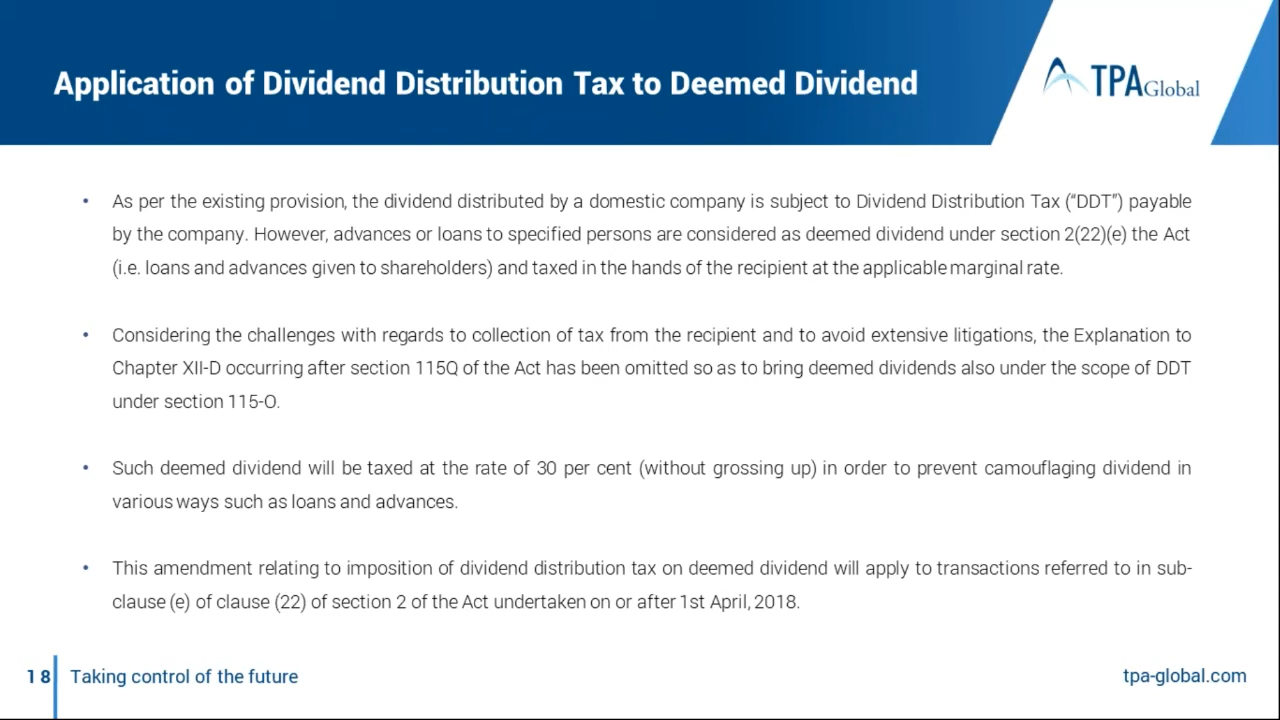 Application of Dividend Distribution Tax to Deemed Dividend
TPAGlobal
• As per the existing provision, the dividend distributed by a domestic company is subject to Dividend Distribution Tax (“DDT”) payable
by the company. However, advances or loans to specified persons are considered as deemed dividend under section 2(22)(e) the Act
(i.e. loans and advances given to shareholders) and taxed in the hands of the recipient at the applicable marginal rate.
• Considering the challenges with regards to collection of tax from the recipient and to avoid extensive litigations, the Explanation to
Chapter XII-D occurring after section 115Q of the Act has been omitted so as to bring deemed dividends also under the scope of DDT
under section 115-O.
• Such deemed dividend will be taxed at the rate of 30 per cent (without grossing up) in order to prevent camouflaging dividend in
various ways such as loans and advances.
• This amendment relating to imposition of dividend distribution tax on deemed dividend will apply to transactions referred to in sub-
clause (e) of clause (22) of section 2 of the Act undertaken on or after 1st April, 2018.
18 Taking control of the future
tpa-global.com